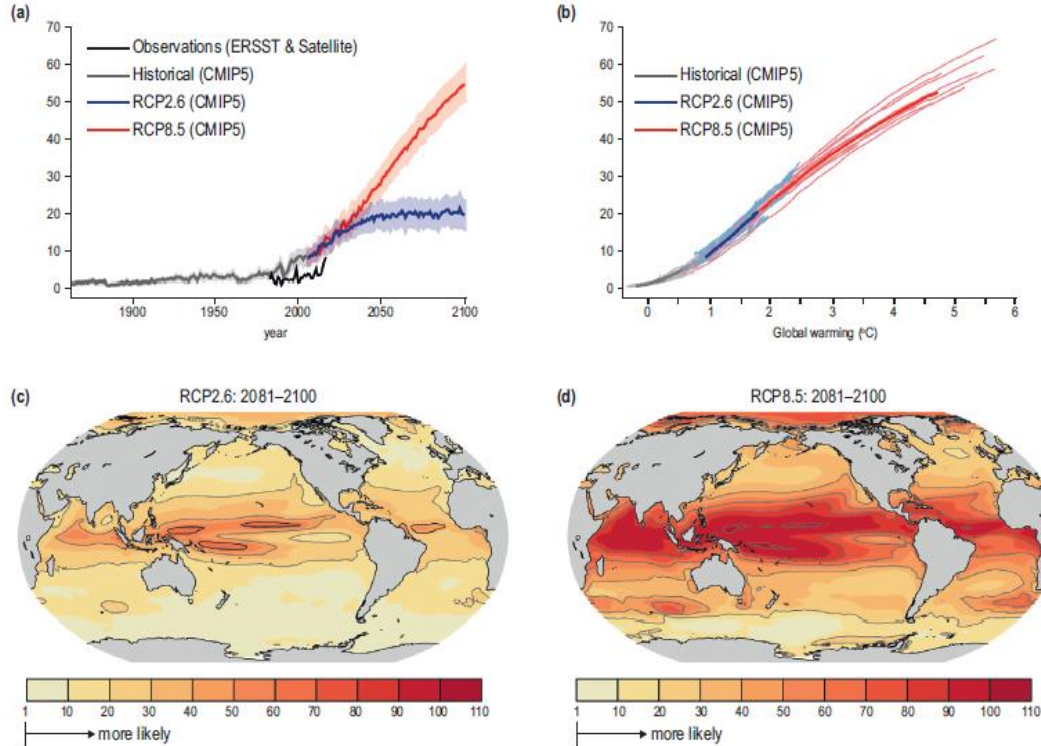 (a)
70
60
50
40
30
20
10
0
Observations (ERSST & Satellite)
Historical (CMIP5)
RCP2.6 (CMIP5)
RCP8.5 (CMIP5)
1900 1950 2000 2050 2100
year
(b)
70
60
50
40
30
20
10
0
Historical (CMIP5)
RCP2.6 (CMIP5)
RCP8.5 (CMIP5)
0 1 2 3 4 5 6
Global warming (°C)
(c)
RCP2.6: 2081–2100
1 10 20 30 40 50 60 70 80 90 100 110
more likely
(d)
RCP8.5: 2081–2100
1 10 20 30 40 50 60 70 80 90 100 110
more likely